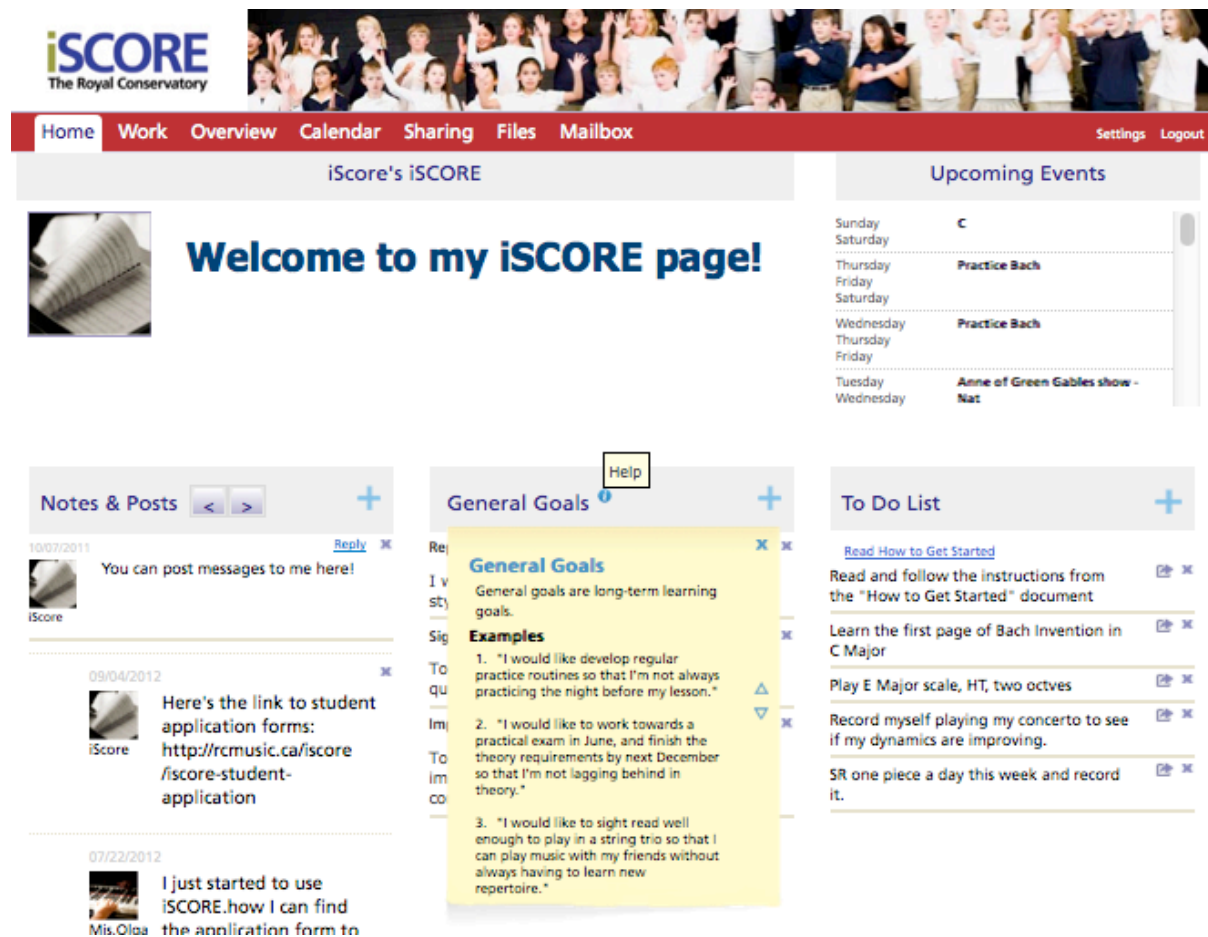 iSCORE
The Royal Conservatory
Home Work Overview Calendar Sharing Files Mailbox
Settings Logout
iScore's iSCORE
Welcome to my iSCORE page!
Upcoming Events
Sunday
Saturday
C
Thursday
Friday
Saturday
Practice Bach
Wednesday
Thursday
Friday
Practice Bach
Tuesday
Wednesday
Anne of Green Gables show -
Nat
Notes & Posts < >
+
10/07/2011
Reply
You can post messages to me here!
iScore
09/04/2012
Here's the link to student
application forms:
http://rcmusic.ca/iscore
/iscore-student-
application
iScore
07/22/2012
I just started to use
iSCORE.how I can find
the application form to
Mis.Olga
Help
General Goals
+
General Goals
General goals are long-term learning
goals.
Examples
1. "I would like develop regular
practice routines so that I'm not always
practicing the night before my lesson."
2. "I would like to work towards a
practical exam in June, and finish the
theory requirements by next December
so that I'm not lagging behind in
theory."
3. "I would like to sight read well
enough to play in a string trio so that I
can play music with my friends without
always having to learn new
repertoire."
To Do List
+
Read How to Get Started
Read and follow the instructions from
the "How to Get Started" document
Learn the first page of Bach Invention in
C Major
Play E Major scale, HT, two octves
Record myself playing my concerto to see
if my dynamics are improving.
SR one piece a day this week and record
it.